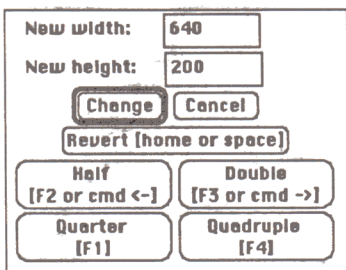 New width: 640
New height: 200
Change Cancel
Revert [home or space]
Half Double
[F2 or cmd <-] [F3 or cmd ->]
Quarter Quadruple
[F1] [F4]